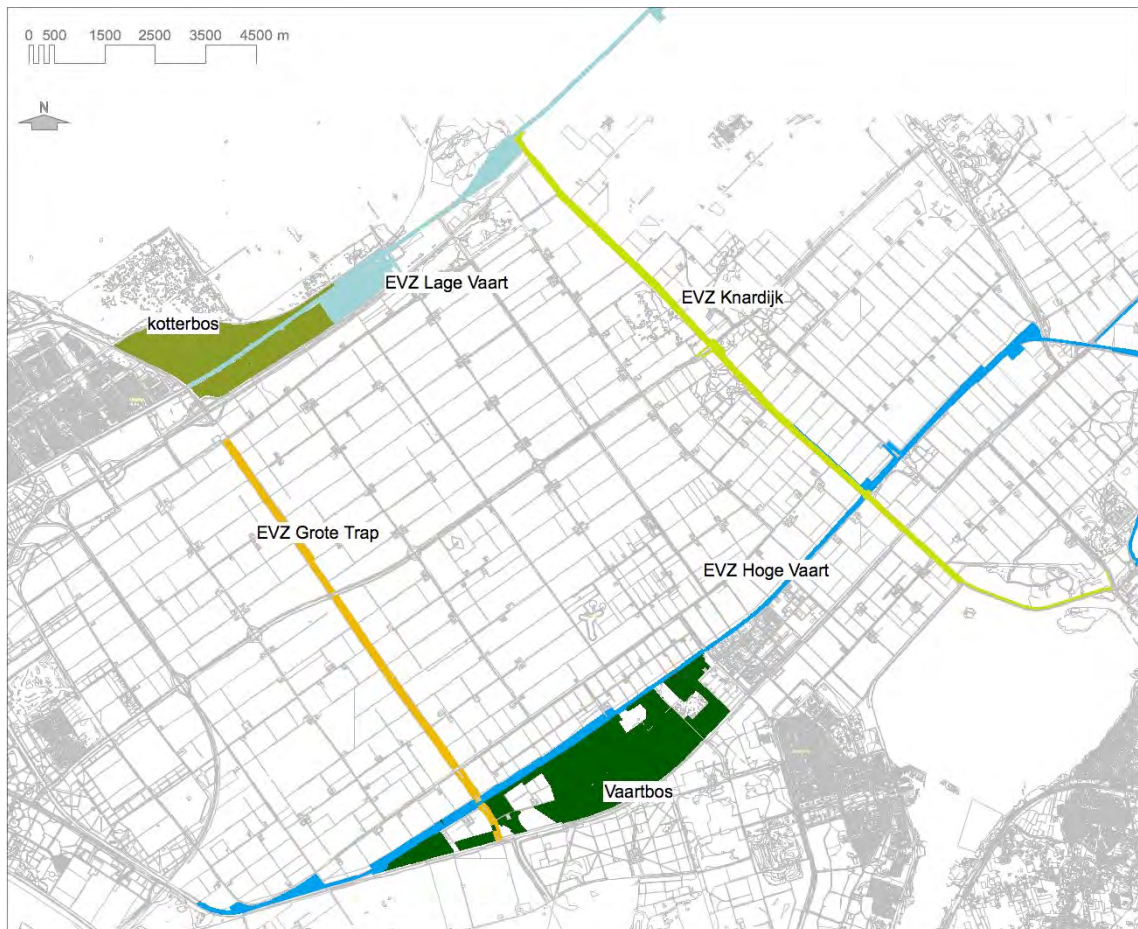 0 500 1500 2500 3500 4500 m
N
EVZ Lage Vaart
EVZ Knardijk
kotterbos
EVZ Grote Trap
EVZ Hoge Vaart
Vaartbos